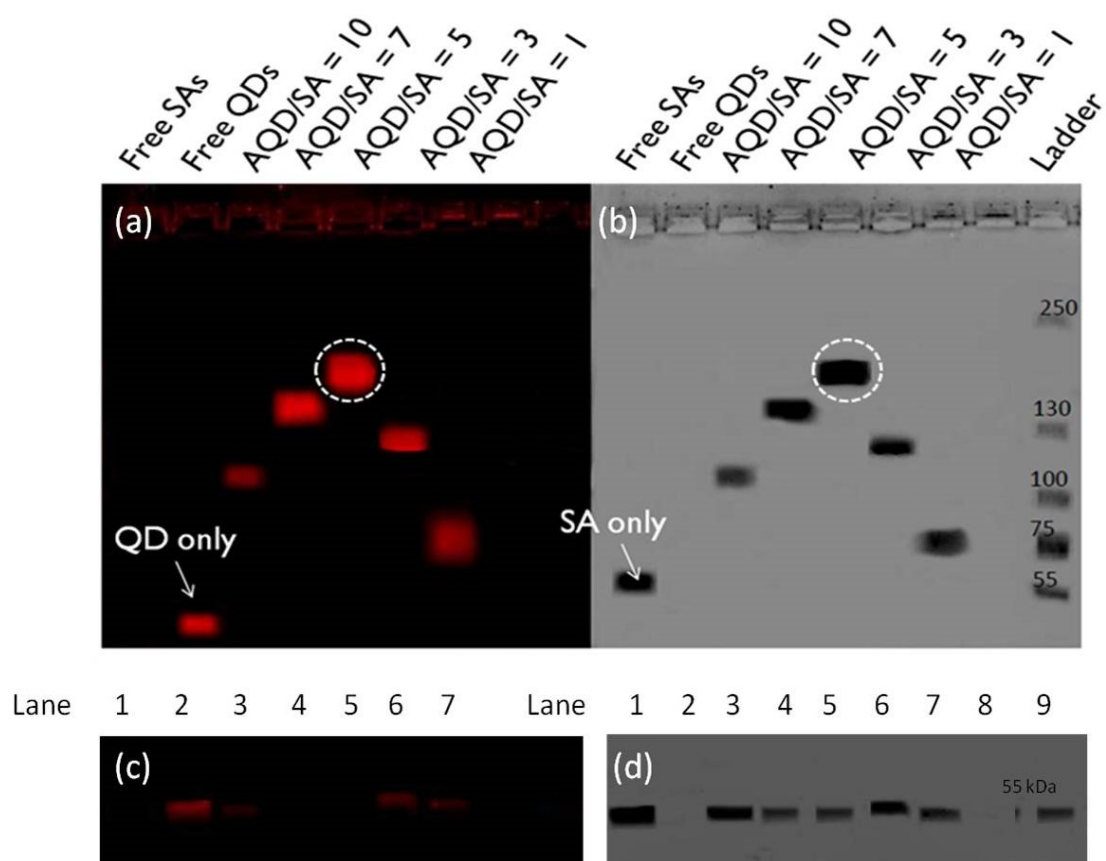 Free SAs
Free QDs
AQD/SA = 10
AQD/SA = 7
AQD/SA = 5
AQD/SA = 3
AQD/SA = 1
Free SAs
Free QDs
AQD/SA = 10
AQD/SA = 7
AQD/SA = 5
AQD/SA = 3
AQD/SA = 1
Ladder
(a)
QD only
(b)
250
130
100
75
55
SA only
Lane 1 2 3 4 5 6 7
Lane 1 2 3 4 5 6 7 8 9
(c)
(d)
55 kDa